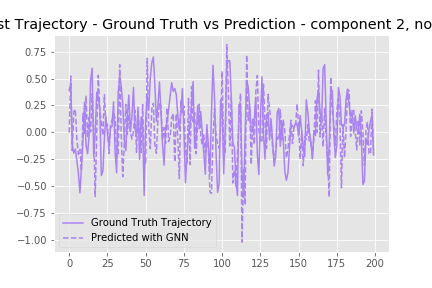 st Trajectory - Ground Truth vs Prediction - component 2, no
0.75
0.50
0.25
0.00
−0.25
−0.50
−0.75
−1.00
Ground Truth Trajectory
Predicted with GNN
0 25 50 75 100 125 150 175 200